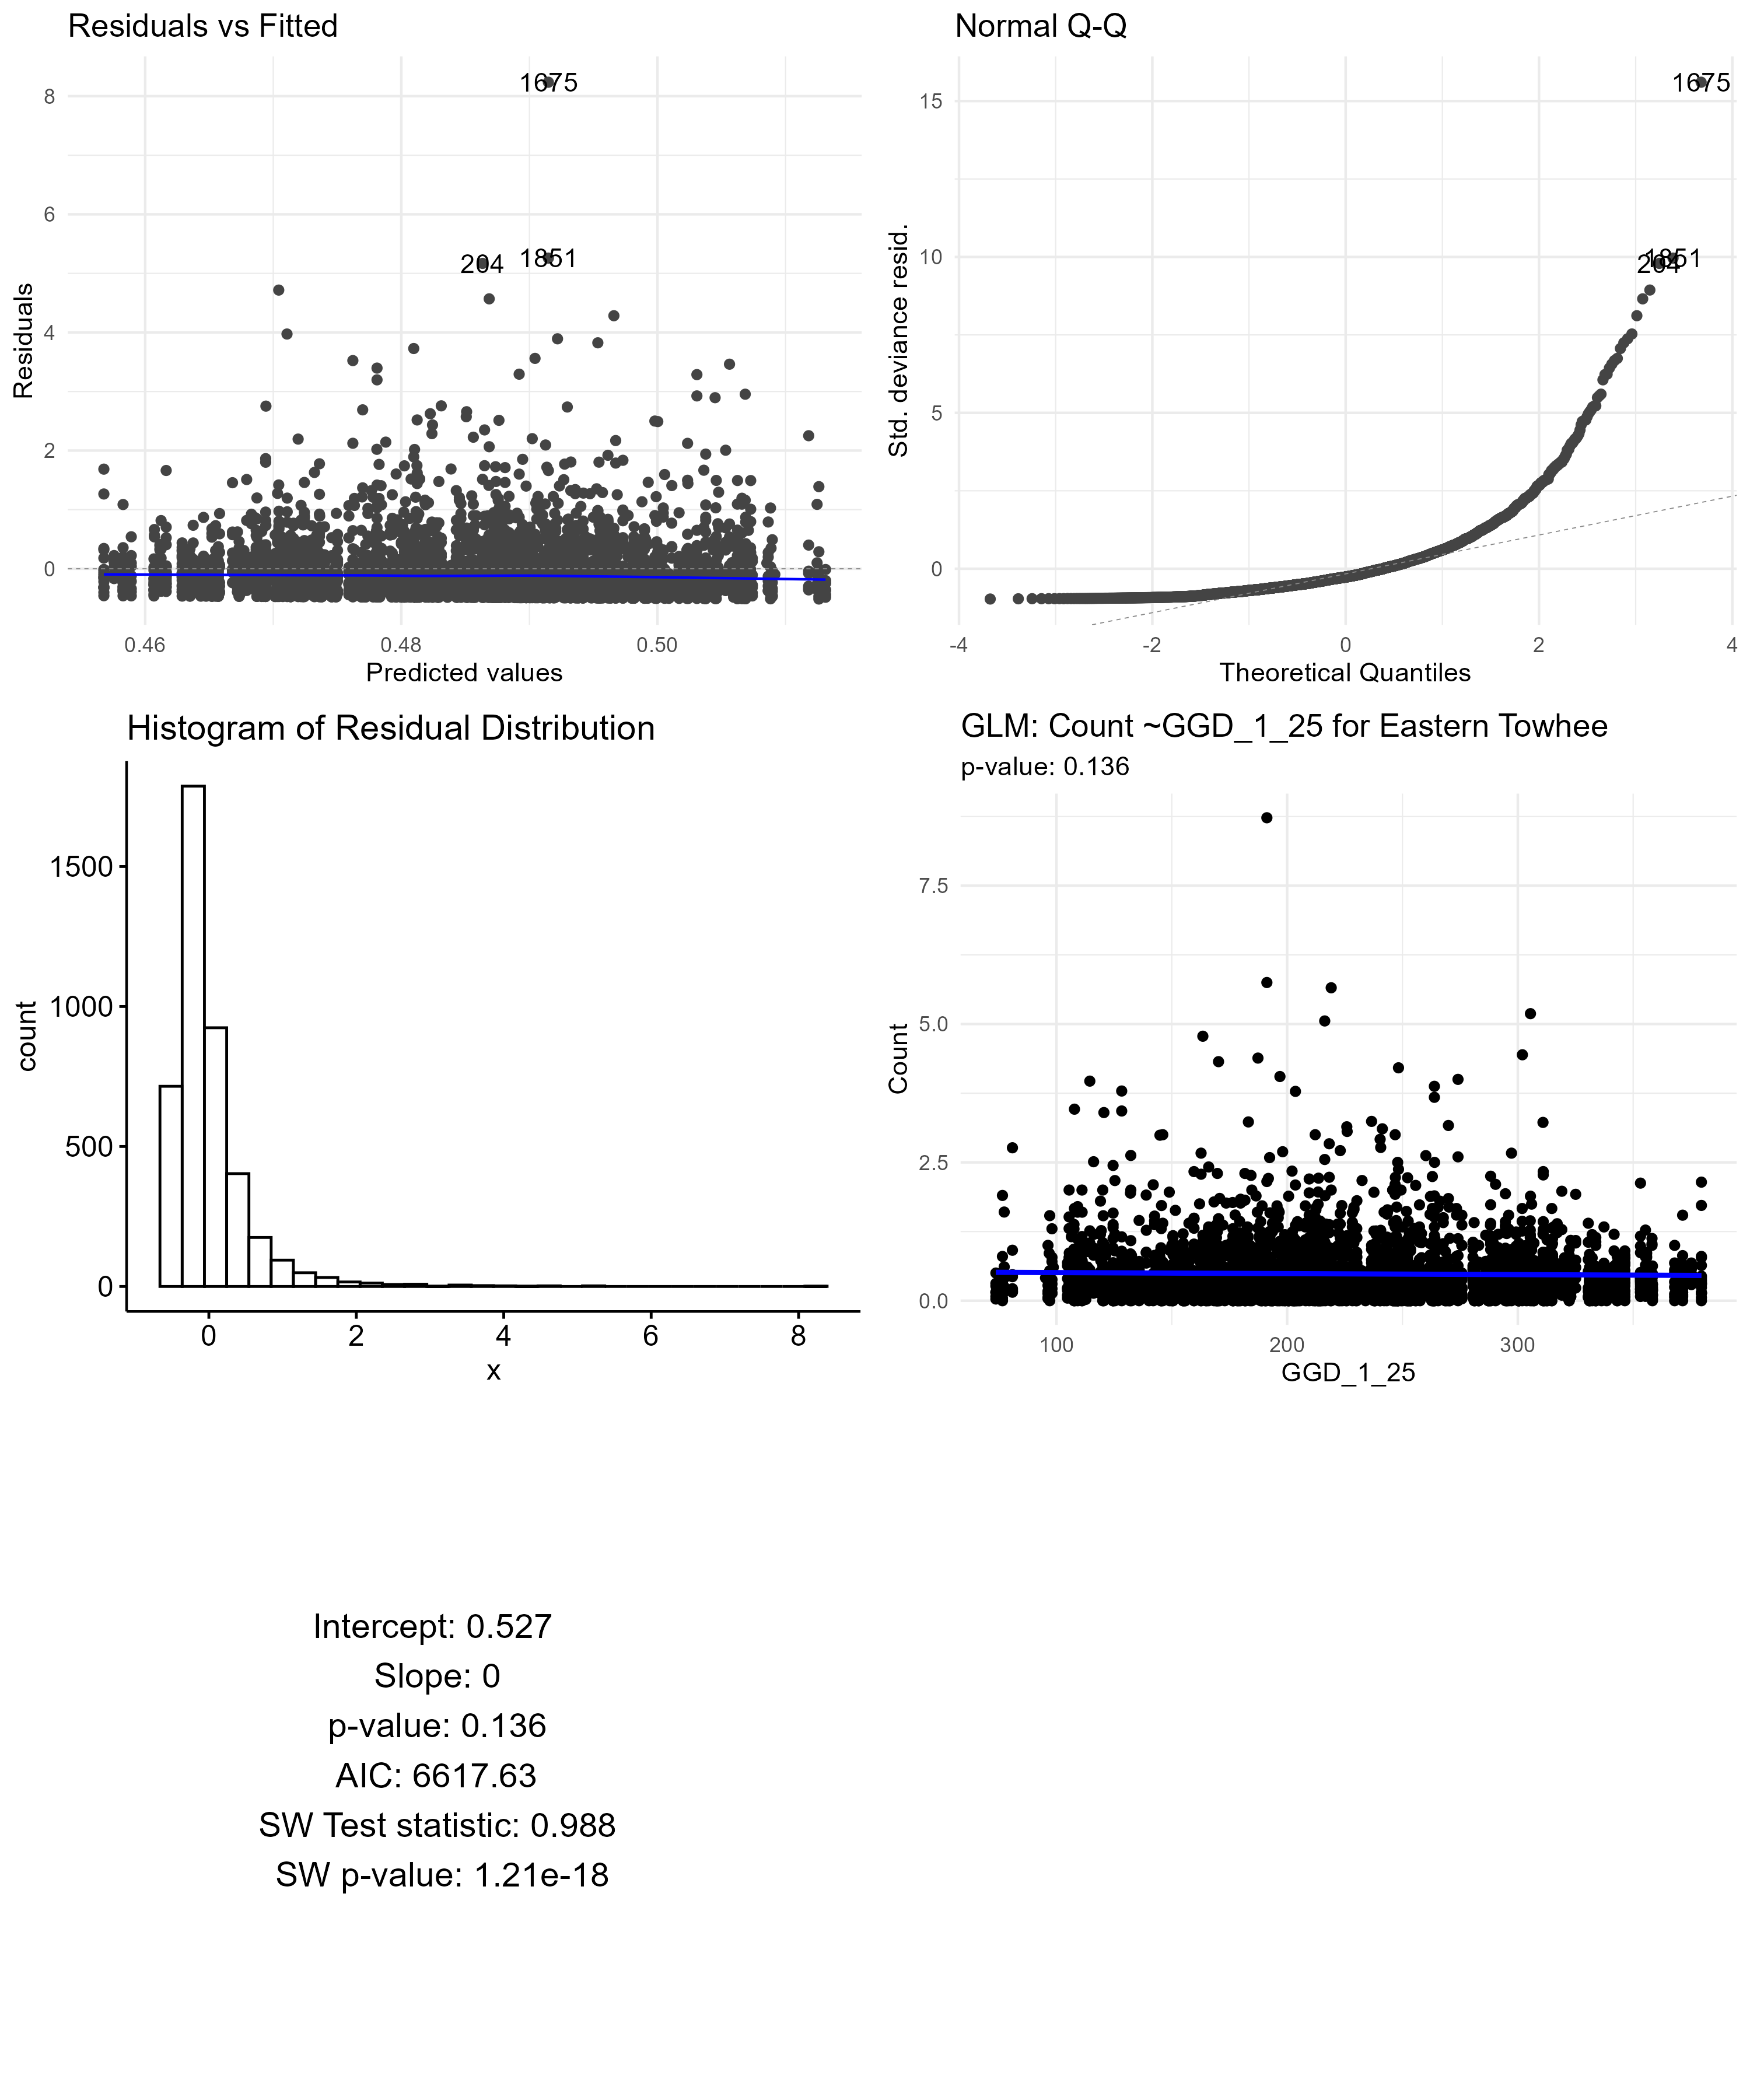 Residuals vs Fitted
1675
1851
204
8
6
4
2
0
Residuals
0.46
0.48
0.50
Predicted values
Normal Q-Q
1675
1851
204
15
10
5
0
Std. deviance resid.
-4
-2
0
2
4
Theoretical Quantiles
Histogram of Residual Distribution
1500
1000
500
0
count
0
2
4
6
8
x
GLM: Count ~GGD_1_25 for Eastern Towhee
p-value: 0.136
7.5
5.0
2.5
0.0
Count
100
200
300
GGD_1_25
Intercept: 0.527
Slope: 0
p-value: 0.136
AIC: 6617.63
SW Test statistic: 0.988
SW p-value: 1.21e-18